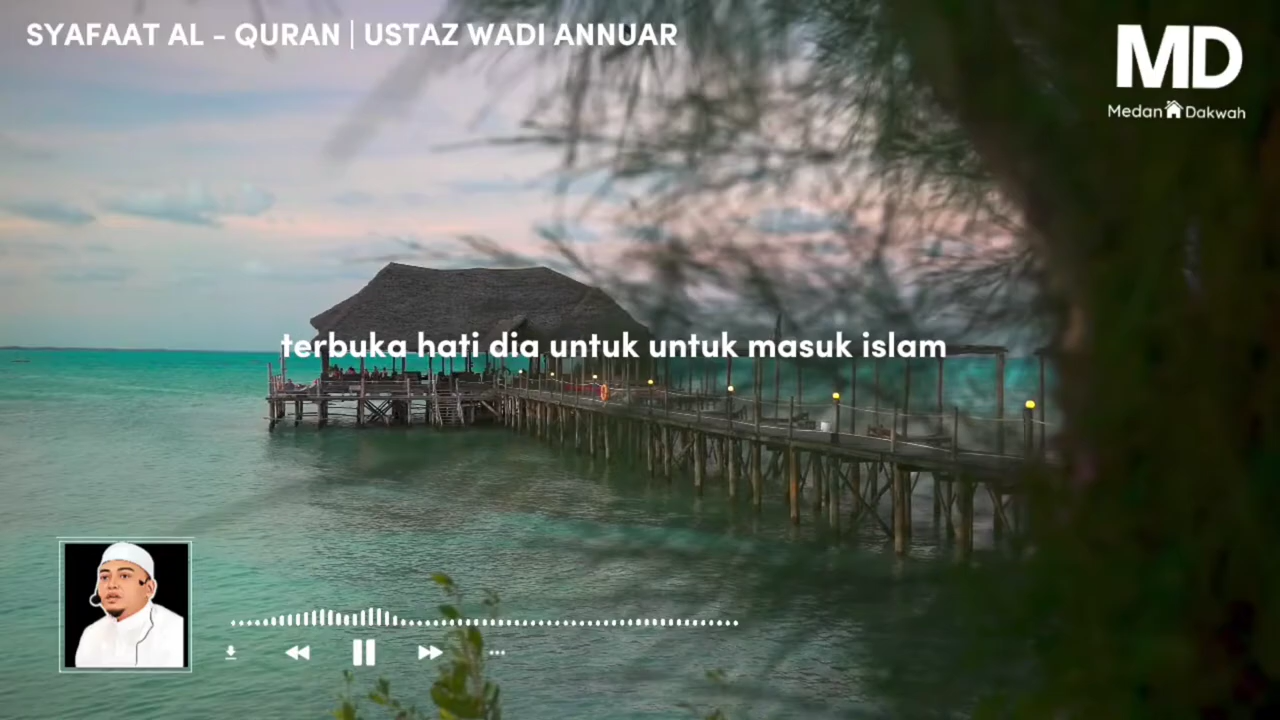 SYAFAAT AL - QURAN | USTAZ WADI ANNUAR
MD
Medan Dakwah
terbuka hati dia untuk untuk masuk islam